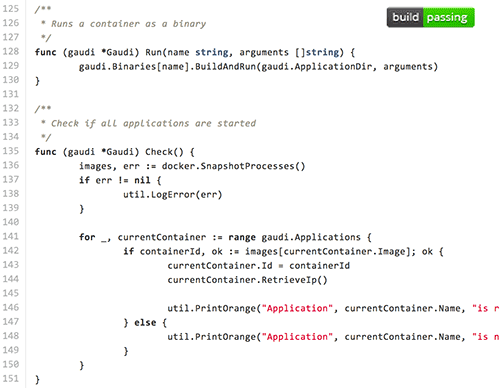 build passing
125 /**
126  * Runs a container as a binary
127  */
128 func (gaudi *Gaudi) Run(name string, arguments []string) {
129         gaudi.Binaries[name].BuildAndRun(gaudi.ApplicationDir, arguments)
130 }
131
132 /**
133  * Check if all applications are started
134  */
135 func (gaudi *Gaudi) Check() {
136         images, err := docker.SnapshotProcesses()
137         if err != nil {
138                 util.LogError(err)
139         }
140
141         for _, currentContainer := range gaudi.Applications {
142                 if containerId, ok := images[currentContainer.Image]; ok {
143                         currentContainer.Id = containerId
144                         currentContainer.RetrieveIp()
145
146                         util.PrintOrange("Application", currentContainer.Name, "is r
147                 } else {
148                         util.PrintOrange("Application", currentContainer.Name, "is n
149                 }
150         }
151 }